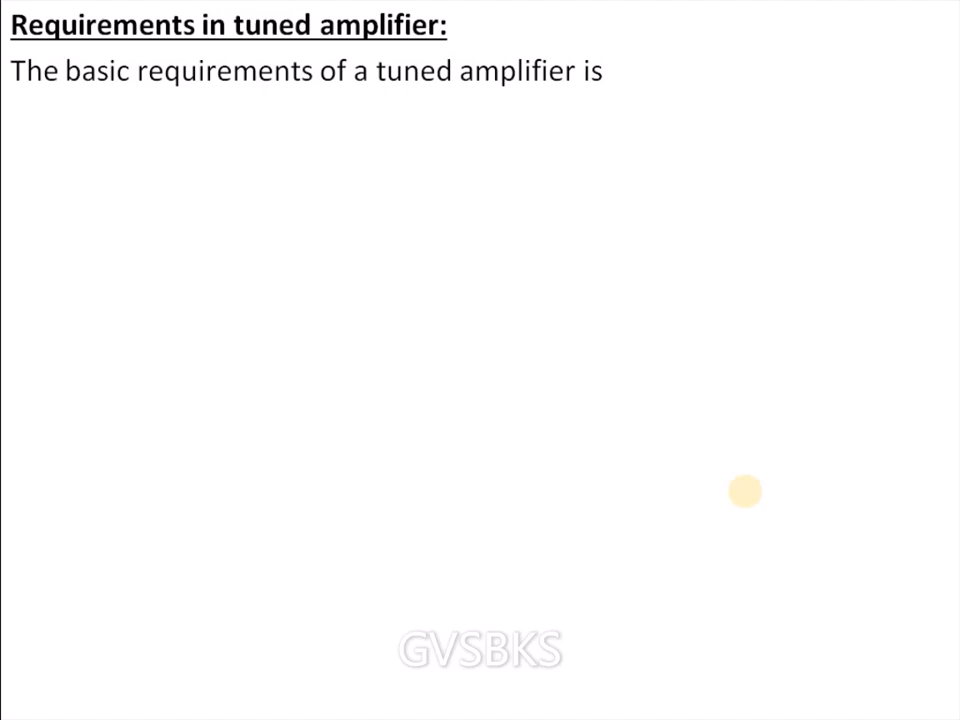 Requirements in tuned amplifier:
The basic requirements of a tuned amplifier is
GVSBKS